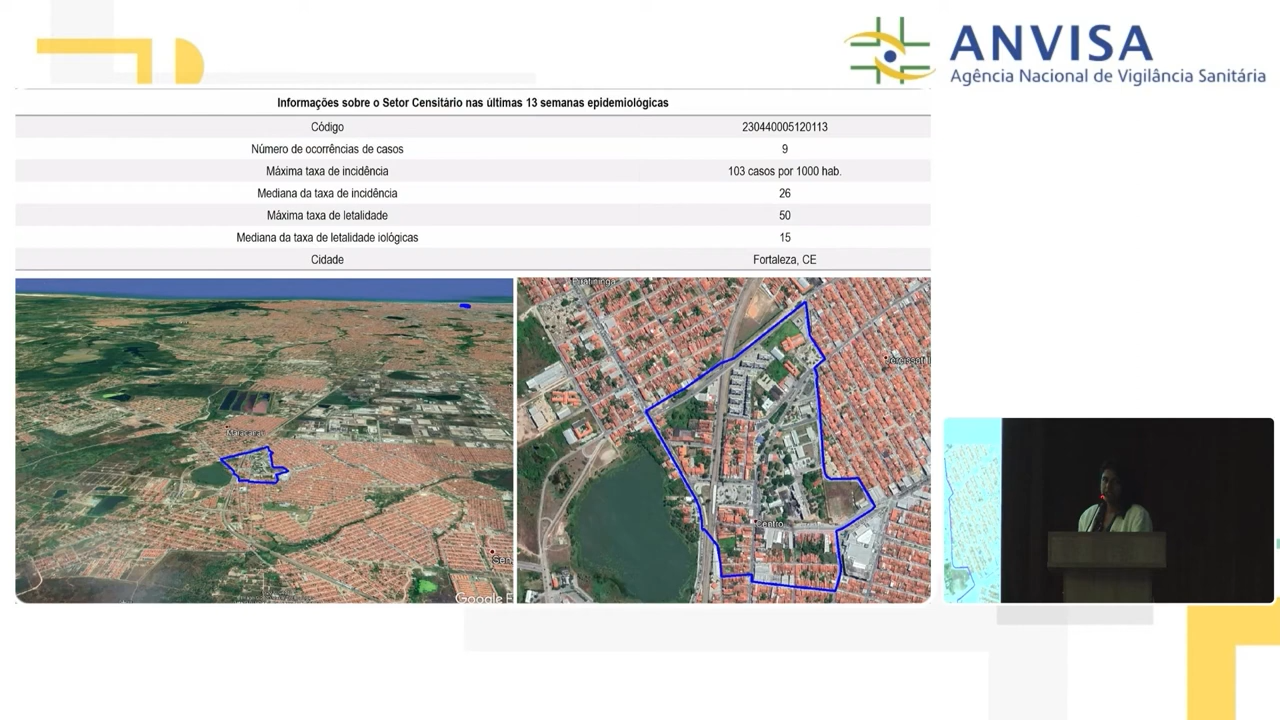 ANVISA
Agência Nacional de Vigilância Sanitária
Informações sobre o Setor Censitário nas últimas 13 semanas epidemiológicas
Código 230440005120113
Número de ocorrências de casos 9
Máxima taxa de incidência 103 casos por 1000 hab.
Mediana da taxa de incidência 26
Máxima taxa de letalidade 50
Mediana da taxa de letalidade iológicas 15
Cidade Fortaleza, CE
Centro
Google E